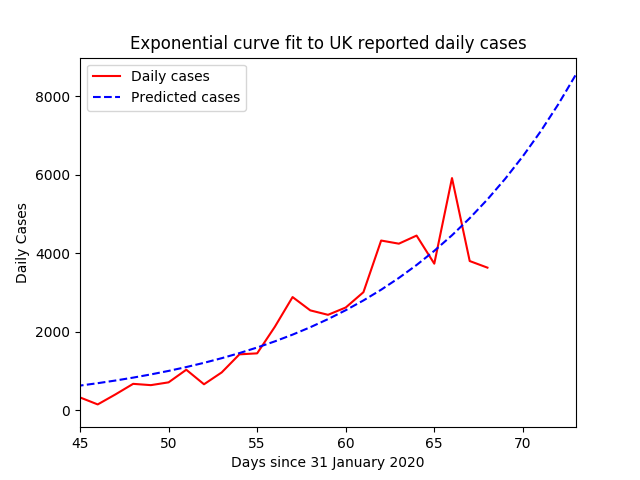 Exponential curve fit to UK reported daily cases
Daily cases
Predicted cases
Daily Cases
8000
6000
4000
2000
0
45 50 55 60 65 70
Days since 31 January 2020